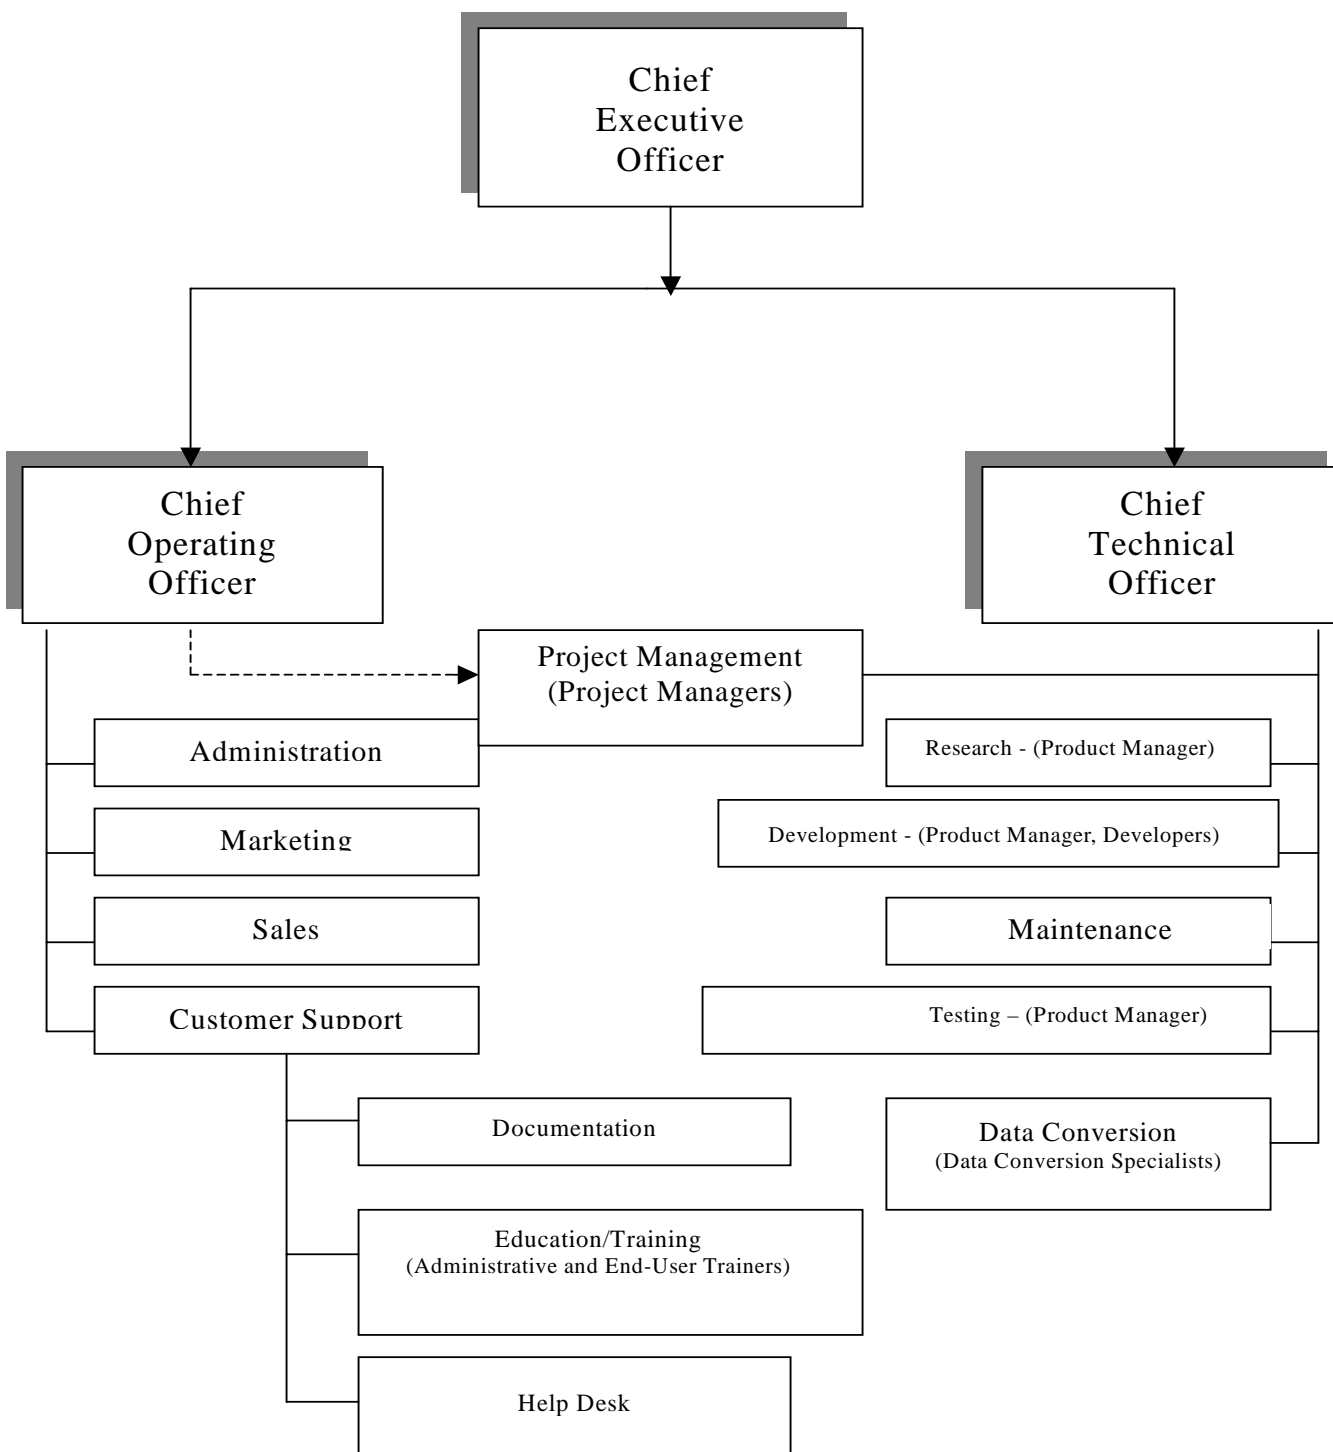 Chief
Executive
Officer
Chief
Operating
Officer
Chief
Technical
Officer
Project Management
(Project Managers)
Administration
Marketing
Sales
Customer Support
Documentation
Education/Training
(Administrative and End-User Trainers)
Help Desk
Research - (Product Manager)
Development - (Product Manager, Developers)
Maintenance
Testing – (Product Manager)
Data Conversion
(Data Conversion Specialists)